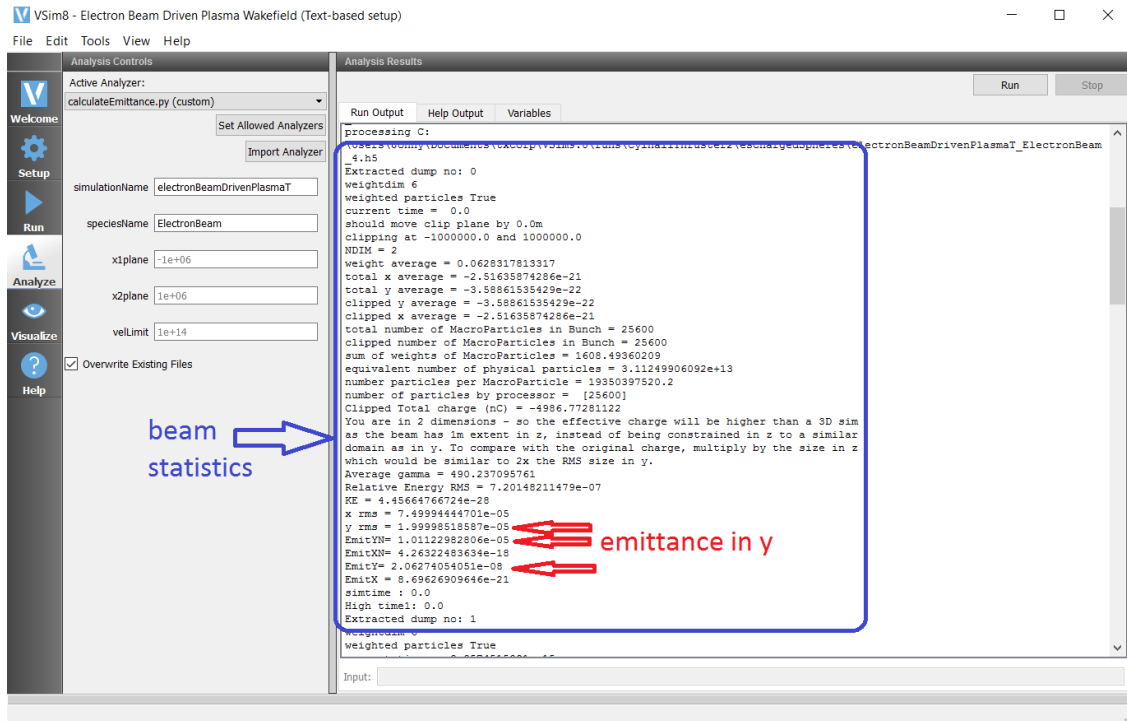 VSim8 - Electron Beam Driven Plasma Wakefield (Text-based setup)
File Edit Tools View Help
Analysis Controls
Active Analyzer:
calculateEmittance.py (custom)
Set Allowed Analyzers
Import Analyzer
simulationName electronBeamDrivenPlasmaT
speciesName ElectronBeam
x1plane -1e+06
x2plane 1e+06
velLimit 1e+14
Overwrite Existing Files
Welcome
Setup
Run
Analyze
Visualize
Help
beam
statistics
Analysis Results
Run Stop
Run Output Help Output Variables
processing C:
_4.h5
Extracted dump no: 0
weightdim 6
weighted particles True
current time = 0.0
should move clip plane by 0.0m
clipping at -1000000.0 and 1000000.0
NDIM = 2
weight average = 0.0628317813317
total x average = -2.51635874286e-21
total y average = -3.58861535429e-22
clipped y average = -3.58861535429e-22
clipped x average = -2.51635874286e-21
total number of MacroParticles in Bunch = 25600
clipped number of MacroParticles in Bunch = 25600
sum of weights of MacroParticles = 1608.49360209
equivalent number of physical particles = 3.11249906092e+13
number particles per MacroParticle = 19350397520.2
number of particles by processor = [25600]
Clipped Total charge (nC) = -4986.77281122
You are in 2 dimensions - so the effective charge will be higher than a 3D sim
as the beam has 1m extent in z, instead of being constrained in z to a similar
domain as in y. To compare with the original charge, multiply by the size in z
which would be similar to 2x the RMS size in y.
Average gamma = 490.237095761
Relative Energy RMS = 7.20148211479e-07
KE = 4.45664766724e-28
x rms = 7.49994444701e-05
y rms = 1.99998518587e-05
EmitYN= 1.01122982806e-05
EmitXN= 4.26322483634e-18
EmitY= 2.06274054051e-08
EmitX = 8.69626909646e-21
simtime : 0.0
High time1: 0.0
Extracted dump no: 1
weighted particles True
emittance in y
Input: